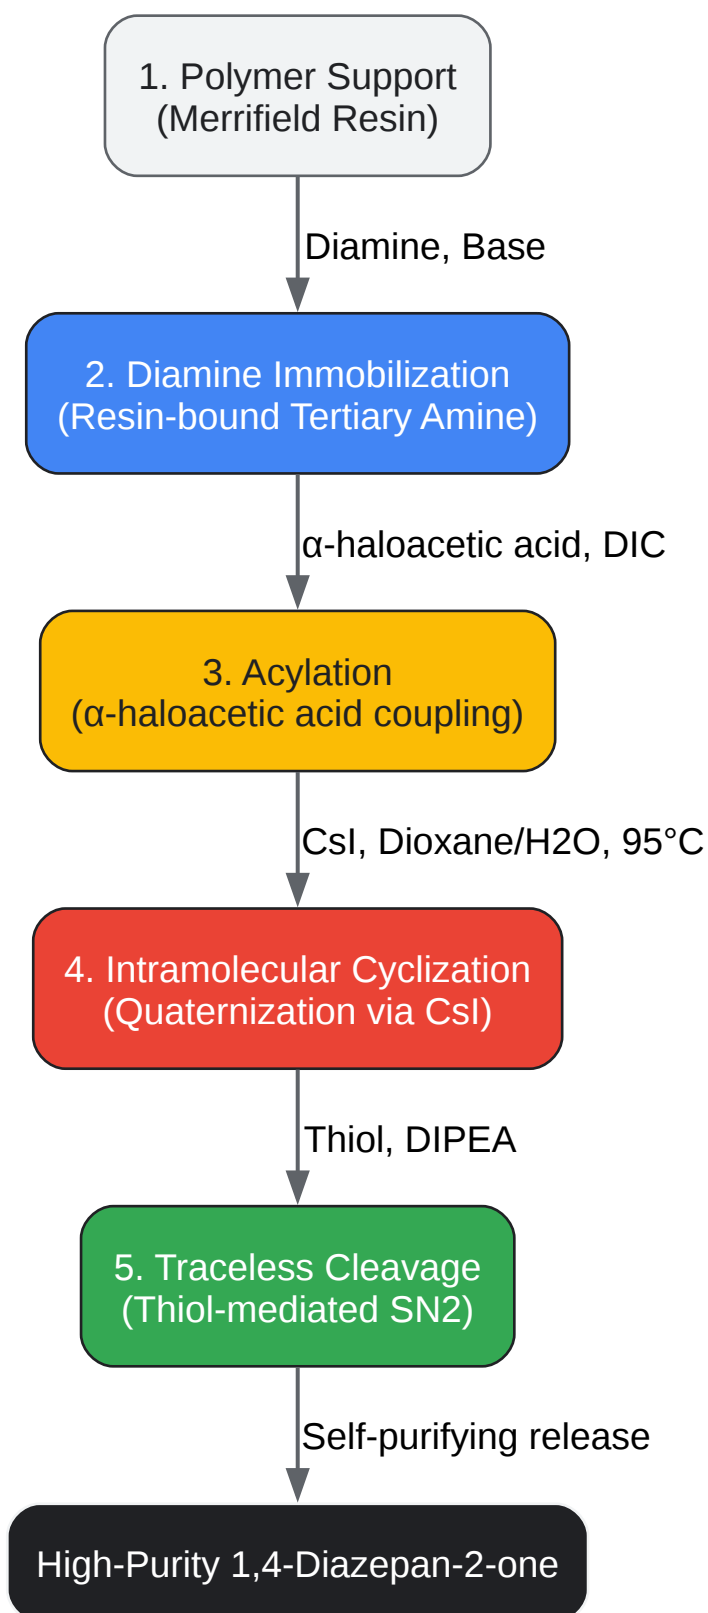 1. Polymer Support
(Merrifield Resin)
Diamine, Base
2. Diamine Immobilization
(Resin-bound Tertiary Amine)
α-haloacetic acid, DIC
3. Acylation
(α-haloacetic acid coupling)
CsI, Dioxane/H2O, 95°C
4. Intramolecular Cyclization
(Quaternization via CsI)
Thiol, DIPEA
5. Traceless Cleavage
(Thiol-mediated SN2)
Self-purifying release
High-Purity 1,4-Diazepan-2-one